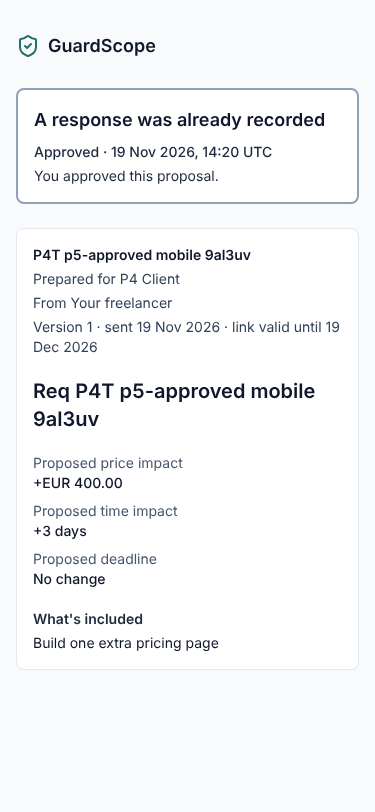 GuardScope
A response was already recorded
Approved · 19 Nov 2026, 14:20 UTC
You approved this proposal.
P4T p5-approved mobile 9al3uv
Prepared for P4 Client
From Your freelancer
Version 1 · sent 19 Nov 2026 · link valid until 19
Dec 2026
Req P4T p5-approved mobile
9al3uv
Proposed price impact
+EUR 400.00
Proposed time impact
+3 days
Proposed deadline
No change
What's included
Build one extra pricing page